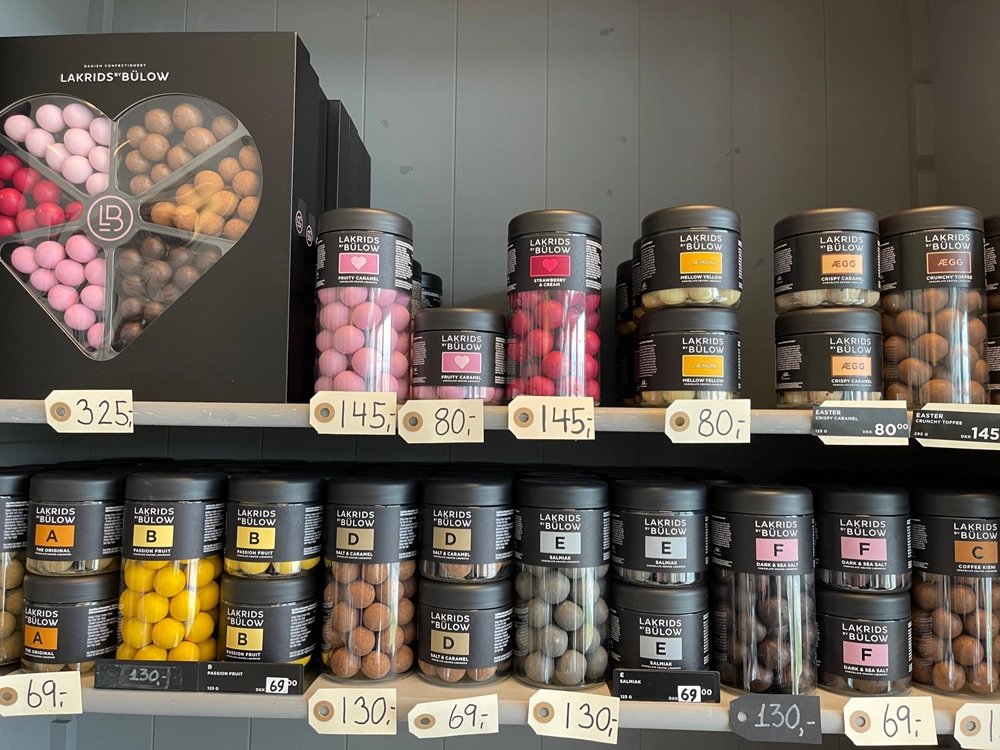 DANISH CONFECTIONERY
LAKRIDS BY BÜLOW
LB
LAKRIDS
BY BÜLOW
FRUITY CARAMEL
LAKRIDS
BY BÜLOW
FRUITY CARAMEL
LAKRIDS
BY BÜLOW
STRAWBERRY
& CREAM
LAKRIDS
BY BÜLOW
MELLOW YELLOW
LAKRIDS
BY BÜLOW
MELLOW YELLOW
LAKRIDS
BY BÜLOW
ÆGG
CRISPY CARAMEL
LAKRIDS
BY BÜLOW
ÆGG
CRISPY CARAMEL
LAKRIDS
BY BÜLOW
ÆGG
CRUNCHY TOFFEE
325,-
145,-
80,-
145,-
80,-
EASTER
CRISPY CARAMEL
125 G DKK 8000
EASTER
CRUNCHY TOFFEE
295 G DKK 145
LAKRIDS
BY BÜLOW
A
THE ORIGINAL
LAKRIDS
BY BÜLOW
A
THE ORIGINAL
LAKRIDS
BY BÜLOW
B
PASSION FRUIT
LAKRIDS
BY BÜLOW
B
PASSION FRUIT
LAKRIDS
BY BÜLOW
B
LAKRIDS
BY BÜLOW
D
SALT & CARAMEL
LAKRIDS
BY BÜLOW
D
SALT & CARAMEL
LAKRIDS
BY BÜLOW
D
SALT & CARAMEL
LAKRIDS
BY BÜLOW
E
SALMIAK
LAKRIDS
BY BÜLOW
E
SALMIAK
LAKRIDS
BY BÜLOW
E
SALMIAK
LAKRIDS
BY BÜLOW
F
DARK & SEA SALT
LAKRIDS
BY BÜLOW
F
DARK & SEA SALT
LAKRIDS
BY BÜLOW
F
DARK & SEA SALT
LAKRIDS
BY BÜLOW
C
COFFEE KIENI
69,-
130,-
B
PASSION FRUIT
125 G DKK 69 00
130,-
69,-
130,-
E
SALMIAK
125 G DKK 69 00
130,-
69,-
1